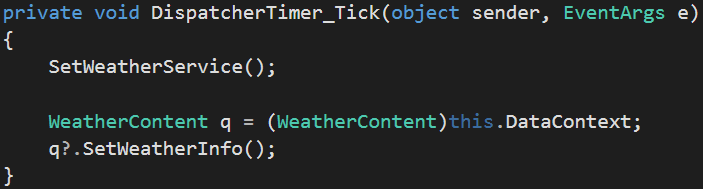 private void DispatcherTimer_Tick(object sender, EventArgs e)
{
    SetWeatherService();

    WeatherContent q = (WeatherContent)this.DataContext;
    q?.SetWeatherInfo();
}